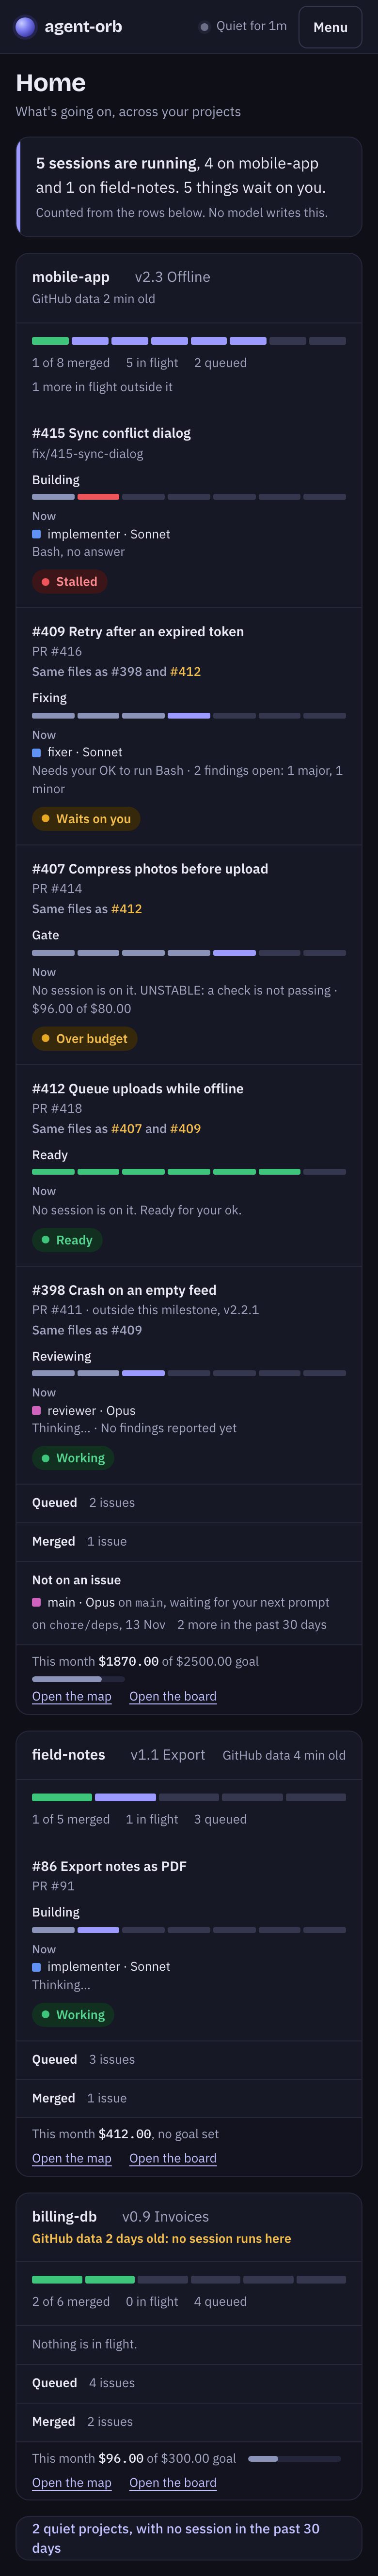 agent-orb
Quiet for 1m
Menu
Home
What's going on, across your projects
5 sessions are running, 4 on mobile-app
and 1 on field-notes. 5 things wait on you.
Counted from the rows below. No model writes this.
mobile-app v2.3 Offline
GitHub data 2 min old
1 of 8 merged 5 in flight 2 queued
1 more in flight outside it
#415 Sync conflict dialog
fix/415-sync-dialog
Building
Now
implementer · Sonnet
Bash, no answer
Stalled
#409 Retry after an expired token
PR #416
Same files as #398 and #412
Fixing
Now
fixer · Sonnet
Needs your OK to run Bash · 2 findings open: 1 major, 1
minor
Waits on you
#407 Compress photos before upload
PR #414
Same files as #412
Gate
Now
No session is on it. UNSTABLE: a check is not passing ·
$96.00 of $80.00
Over budget
#412 Queue uploads while offline
PR #418
Same files as #407 and #409
Ready
Now
No session is on it. Ready for your ok.
Ready
#398 Crash on an empty feed
PR #411 · outside this milestone, v2.2.1
Same files as #409
Reviewing
Now
reviewer · Opus
Thinking... · No findings reported yet
Working
Queued 2 issues
Merged 1 issue
Not on an issue
main · Opus on main, waiting for your next prompt
on chore/deps, 13 Nov 2 more in the past 30 days
This month $1870.00 of $2500.00 goal
Open the map Open the board
field-notes v1.1 Export GitHub data 4 min old
1 of 5 merged 1 in flight 3 queued
#86 Export notes as PDF
PR #91
Building
Now
implementer · Sonnet
Thinking...
Working
Queued 3 issues
Merged 1 issue
This month $412.00, no goal set
Open the map Open the board
billing-db v0.9 Invoices
GitHub data 2 days old: no session runs here
2 of 6 merged 0 in flight 4 queued
Nothing is in flight.
Queued 4 issues
Merged 2 issues
This month $96.00 of $300.00 goal
Open the map Open the board
2 quiet projects, with no session in the past 30
days